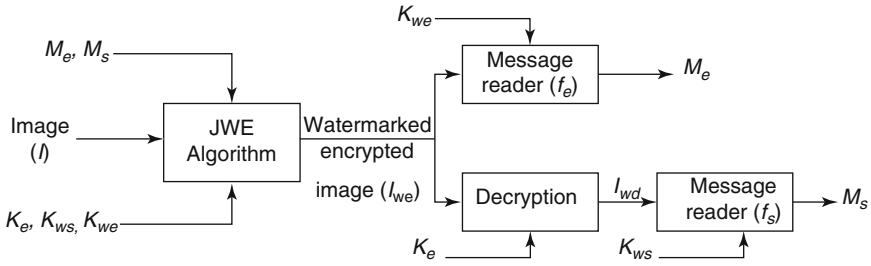 K_we
M_e, M_s
Message
reader (f_e)
M_e
Image
(I)
JWE
Algorithm
Watermarked
encrypted
image (I_we)
Decryption
I_wd
Message
reader (f_s)
M_s
K_e, K_ws, K_we
K_e
K_ws